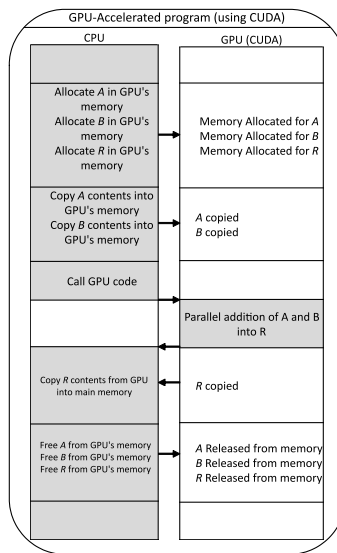 GPU-Accelerated program (using CUDA)
CPU
GPU (CUDA)
Allocate A in GPU's
memory
Allocate B in GPU's
memory
Allocate R in GPU's
memory
Memory Allocated for A
Memory Allocated for B
Memory Allocated for R
Copy A contents into
GPU's memory
Copy B contents into
GPU's memory
A copied
B copied
Call GPU code
Parallel addition of A and B
into R
Copy R contents from GPU
into main memory
R copied
Free A from GPU's memory
Free B from GPU's memory
Free R from GPU's memory
A Released from memory
B Released from memory
R Released from memory